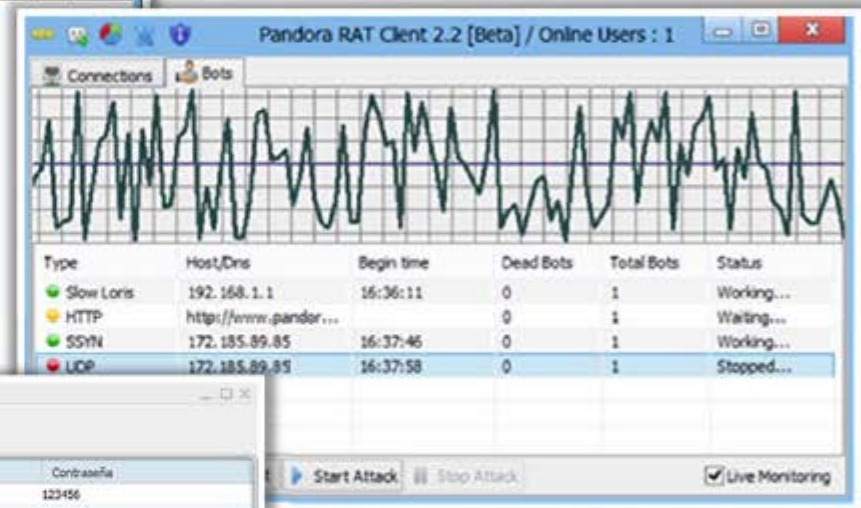 Pandora RAT Client 2.2 [Beta] / Online Users : 1
Connections Bots
Type Host/Dns Begin time Dead Bots Total Bots Status
Slow Loris 192.168.1.1 16:36:11 0 1 Working...
HTTP http://www.pandor... 0 1 Waiting...
SSYN 172.185.89.85 16:37:46 0 1 Working...
UDP 172.185.89.85 16:37:58 0 1 Stopped...
Start Attack Stop Attack Live Monitoring
Contraseña
123456